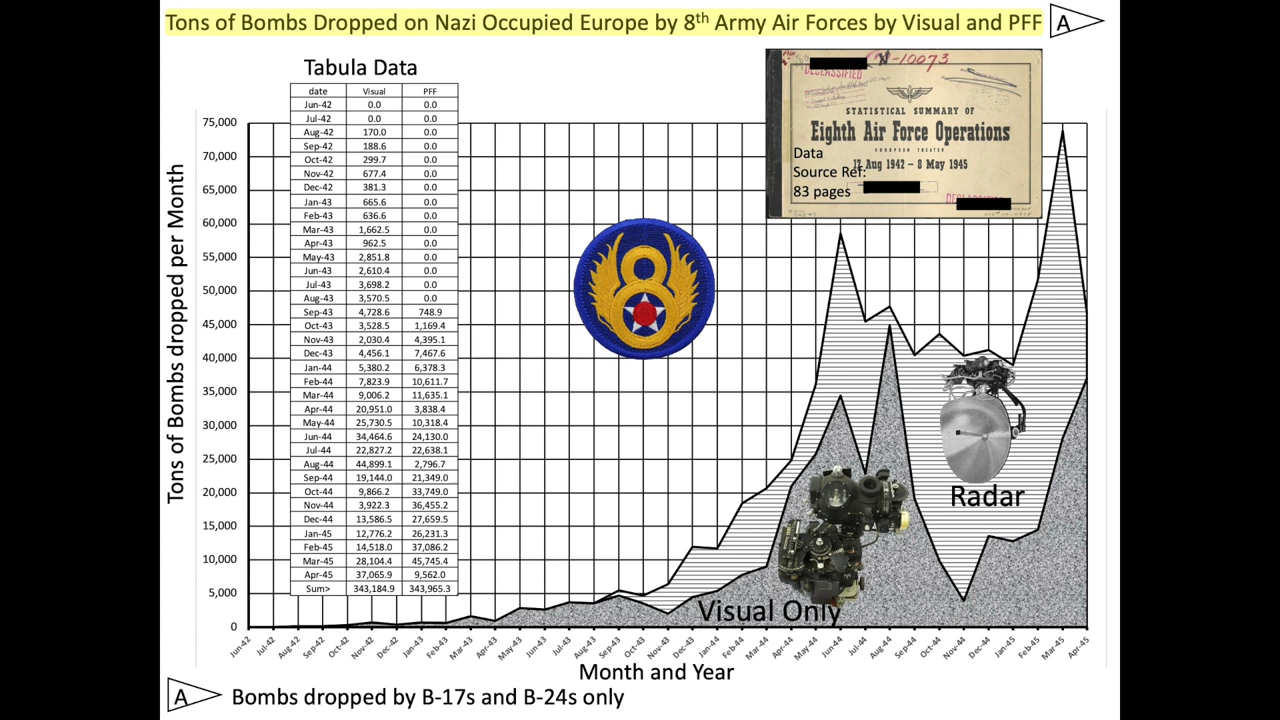 Tons of Bombs Dropped on Nazi Occupied Europe by 8th Army Air Forces by Visual and PFF A
Tabula Data
date Visual PFF
Jun-42 0.0 0.0
Jul-42 0.0 0.0
Aug-42 170.0 0.0
Sep-42 188.6 0.0
Oct-42 299.7 0.0
Nov-42 677.4 0.0
Dec-42 381.3 0.0
Jan-43 665.6 0.0
Feb-43 636.6 0.0
Mar-43 1,662.5 0.0
Apr-43 962.5 0.0
May-43 2,851.8 0.0
Jun-43 2,610.4 0.0
Jul-43 3,698.2 0.0
Aug-43 3,570.5 0.0
Sep-43 4,728.6 748.9
Oct-43 3,528.5 1,169.4
Nov-43 2,030.4 4,395.1
Dec-43 4,456.1 7,467.6
Jan-44 5,380.2 6,378.3
Feb-44 7,823.9 10,611.7
Mar-44 9,006.2 11,635.1
Apr-44 20,951.0 3,838.4
May-44 25,730.5 10,318.4
Jun-44 34,464.6 24,130.0
Jul-44 22,827.2 22,638.1
Aug-44 44,899.1 2,796.7
Sep-44 19,144.0 21,349.0
Oct-44 9,866.2 33,749.0
Nov-44 3,922.3 36,455.2
Dec-44 13,586.5 27,659.5
Jan-45 12,776.2 26,231.3
Feb-45 14,518.0 37,086.2
Mar-45 28,104.4 45,745.4
Apr-45 37,065.9 9,562.0
Sum> 343,184.9 343,965.3
N-10073
DECLASSIFIED
STATISTICAL SUMMARY OF
Eighth Air Force Operations
EUROPEAN THEATER
17 Aug 1942 – 8 May 1945
Data
Source Ref:
83 pages
DECLASSIFIED
Tons of Bombs dropped per Month
75,000
70,000
65,000
60,000
55,000
50,000
45,000
40,000
35,000
30,000
25,000
20,000
15,000
10,000
5,000
0
8
Radar
Visual Only
Jun-42 Jul-42 Aug-42 Sep-42 Oct-42 Nov-42 Dec-42 Jan-43 Feb-43 Mar-43 Apr-43 May-43 Jun-43 Jul-43 Aug-43 Sep-43 Oct-43 Nov-43 Dec-43 Jan-44 Feb-44 Mar-44 Apr-44 May-44 Jun-44 Jul-44 Aug-44 Sep-44 Oct-44 Nov-44 Dec-44 Jan-45 Feb-45 Mar-45 Apr-45
Month and Year
A Bombs dropped by B-17s and B-24s only